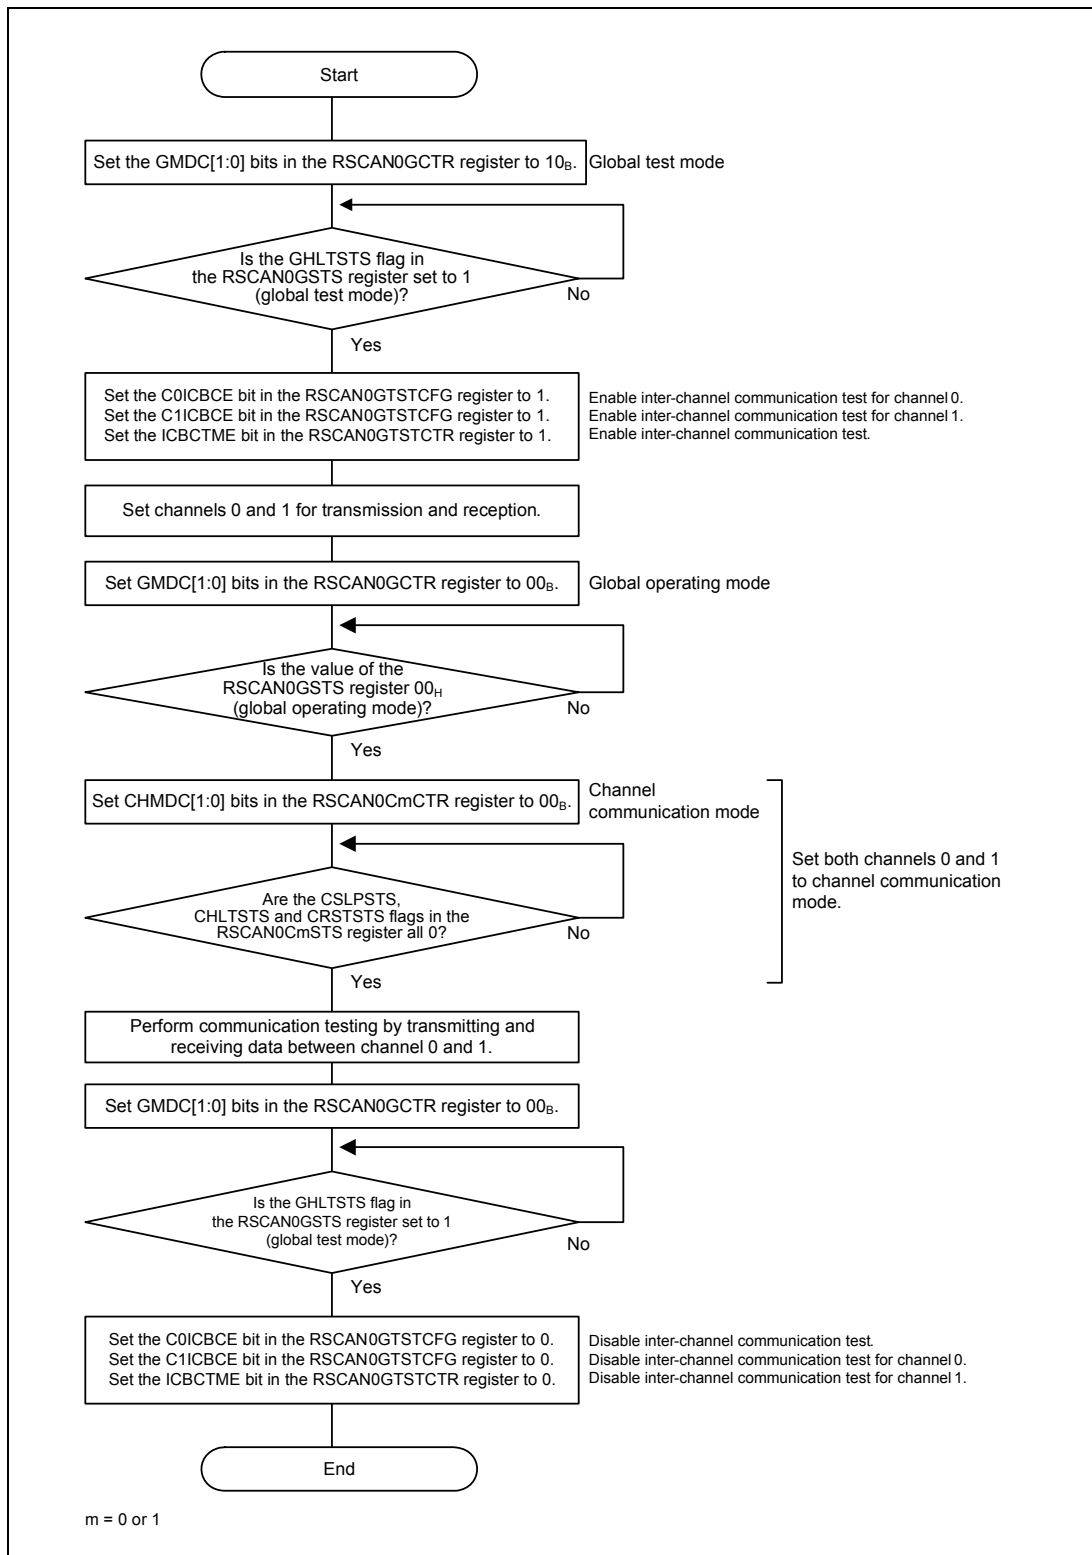 Start
Set the GMDC[1:0] bits in the RSCAN0GCTR register to 10B.
Global test mode
Is the GHLTSTS flag in
the RSCAN0GSTS register set to 1
(global test mode)?
No
Yes
Set the C0ICBCE bit in the RSCAN0GTSTCFG register to 1.
Set the C1ICBCE bit in the RSCAN0GTSTCFG register to 1.
Set the ICBCTME bit in the RSCAN0GTSTCTR register to 1.
Enable inter-channel communication test for channel 0.
Enable inter-channel communication test for channel 1.
Enable inter-channel communication test.
Set channels 0 and 1 for transmission and reception.
Set GMDC[1:0] bits in the RSCAN0GCTR register to 00B.
Global operating mode
Is the value of the
RSCAN0GSTS register 00H
(global operating mode)?
No
Yes
Set CHMDC[1:0] bits in the RSCAN0CmCTR register to 00B.
Channel
communication mode
Are the CSLPSTS,
CHLTSTS and CRSTSTS flags in the
RSCAN0CmSTS register all 0?
No
Yes
Set both channels 0 and 1
to channel communication
mode.
Perform communication testing by transmitting and
receiving data between channel 0 and 1.
Set GMDC[1:0] bits in the RSCAN0GCTR register to 00B.
Is the GHLTSTS flag in
the RSCAN0GSTS register set to 1
(global test mode)?
No
Yes
Set the C0ICBCE bit in the RSCAN0GTSTCFG register to 0.
Set the C1ICBCE bit in the RSCAN0GTSTCFG register to 0.
Set the ICBCTME bit in the RSCAN0GTSTCTR register to 0.
Disable inter-channel communication test.
Disable inter-channel communication test for channel 0.
Disable inter-channel communication test for channel 1.
End
m = 0 or 1